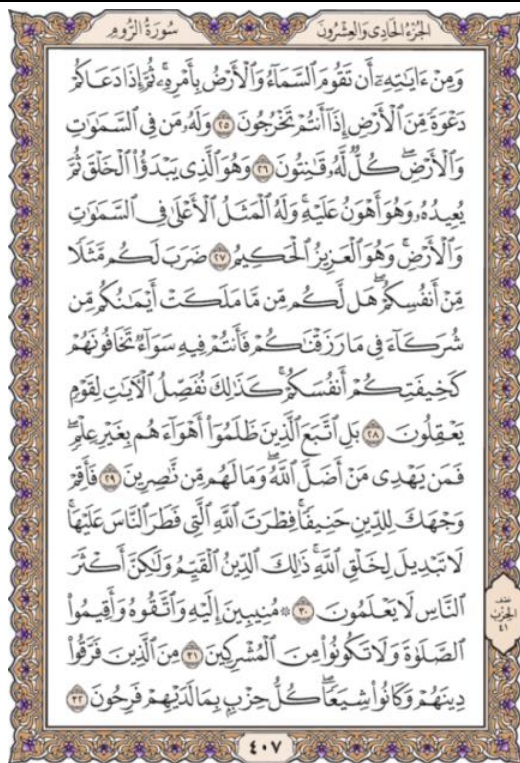 الجُزْءُ الحَادِى وَالعِشْرُونَ
سُورَةُ الرُّومِ
وَمِنْ ءَايَـٰتِهِۦٓ أَن تَقُومَ ٱلسَّمَآءُ وَٱلْأَرْضُ بِأَمْرِهِۦۚ ثُمَّ إِذَا دَعَاكُمْ
دَعْوَةً مِّنَ ٱلْأَرْضِ إِذَآ أَنتُمْ تَخْرُجُونَ ٢٥ وَلَهُۥ مَن فِى ٱلسَّمَـٰوَٰتِ
وَٱلْأَرْضِۖ كُلٌّ لَّهُۥ قَـٰنِتُونَ ٢٦ وَهُوَ ٱلَّذِى يَبْدَؤُا۟ ٱلْخَلْقَ ثُمَّ
يُعِيدُهُۥ وَهُوَ أَهْوَنُ عَلَيْهِۚ وَلَهُ ٱلْمَثَلُ ٱلْأَعْلَىٰ فِى ٱلسَّمَـٰوَٰتِ
وَٱلْأَرْضِۚ وَهُوَ ٱلْعَزِيزُ ٱلْحَكِيمُ ٢٧ ضَرَبَ لَكُم مَّثَلًا
مِّنْ أَنفُسِكُمْۖ هَل لَّكُم مِّن مَّا مَلَكَتْ أَيْمَـٰنُكُم مِّن
شُرَكَآءَ فِى مَا رَزَقْنَـٰكُمْ فَأَنتُمْ فِيهِ سَوَآءٌ تَخَافُونَهُمْ
كَخِيفَتِكُمْ أَنفُسَكُمْۚ كَذَٰلِكَ نُفَصِّلُ ٱلْـَٔايَـٰتِ لِقَوْمٍ
يَعْقِلُونَ ٢٨ بَلِ ٱتَّبَعَ ٱلَّذِينَ ظَلَمُوٓا۟ أَهْوَآءَهُم بِغَيْرِ عِلْمٍۖ
فَمَن يَهْدِى مَنْ أَضَلَّ ٱللَّهُۖ وَمَا لَهُم مِّن نَّـٰصِرِينَ ٢٩ فَأَقِمْ
وَجْهَكَ لِلدِّينِ حَنِيفًاۚ فِطْرَتَ ٱللَّهِ ٱلَّتِى فَطَرَ ٱلنَّاسَ عَلَيْهَاۚ
لَا تَبْدِيلَ لِخَلْقِ ٱللَّهِۚ ذَٰلِكَ ٱلدِّينُ ٱلْقَيِّمُ وَلَـٰكِنَّ أَكْثَرَ
ٱلنَّاسِ لَا يَعْلَمُونَ ٣٠ ۞ مُنِيبِينَ إِلَيْهِ وَٱتَّقُوهُ وَأَقِيمُوا۟
ٱلصَّلَوٰةَ وَلَا تَكُونُوا۟ مِنَ ٱلْمُشْرِكِينَ ٣١ مِنَ ٱلَّذِينَ فَرَّقُوا۟
دِينَهُمْ وَكَانُوا۟ شِيَعًاۖ كُلُّ حِزْبٍۭ بِمَا لَدَيْهِمْ فَرِحُونَ ٣٢
نصف
الحزب
٤١
٤٠٧